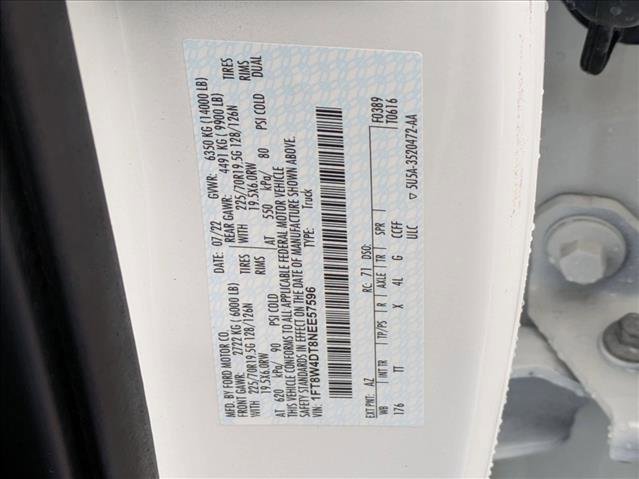 MFD. BY FORD MOTOR CO.
DATE: 07/22 GVWR: 6350 KG (14000 LB)
FRONT GAWR: 2722 KG (6000 LB) REAR GAWR: 4491 KG (9900 LB)
WITH 225/70R19.5G 128/126N TIRES WITH 225/70R19.5G 128/126N TIRES
19.5X6.0RW RIMS 19.5X6.0RW RIMS
AT 620 kPa/ 90 PSI COLD AT 550 kPa/ 80 PSI COLD DUAL
THIS VEHICLE CONFORMS TO ALL APPLICABLE FEDERAL MOTOR VEHICLE
SAFETY STANDARDS IN EFFECT ON THE DATE OF MANUFACTURE SHOWN ABOVE.
VIN: 1FT8W4DT8NEE57596 TYPE: Truck
F0389
T0616
EXT PNT: AZ RC: 71 DSO:
WB INT TR TP/PS R AXLE TR SPR
176 TT X 4L G CCFF
ULC
▽ 5U5A-3520472-AA